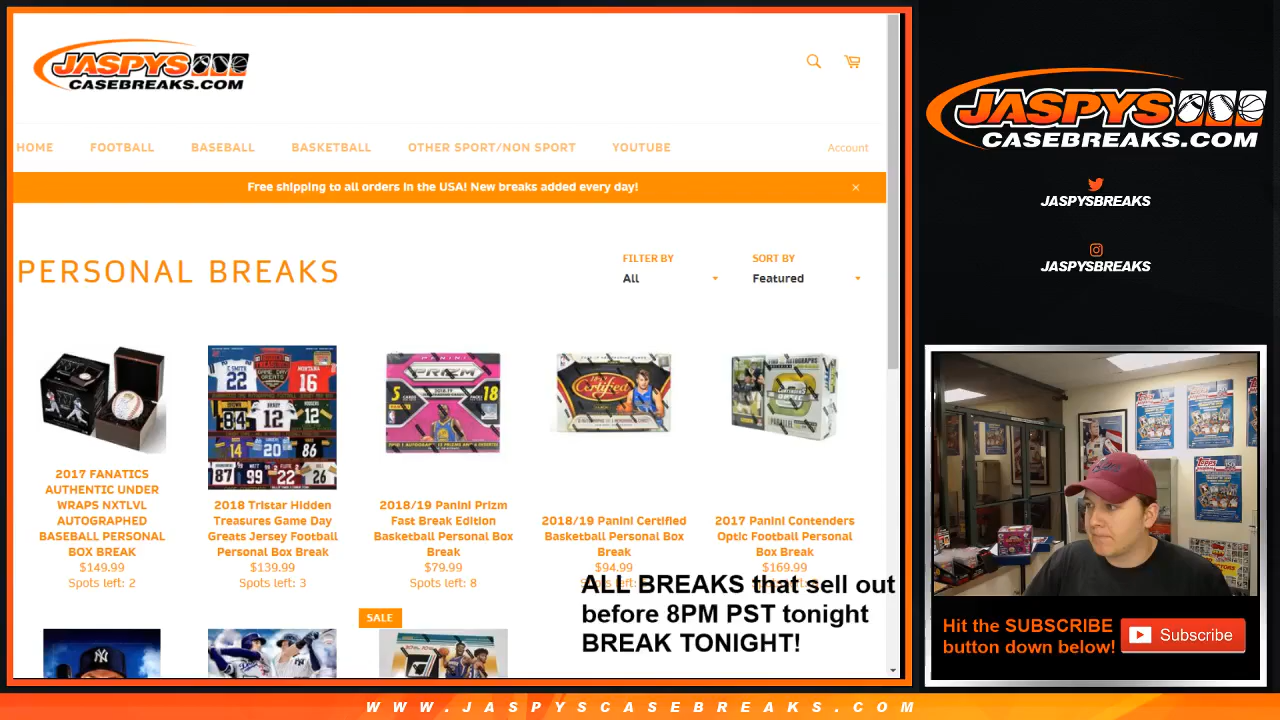 JASPYS
CASEBREAKS.COM
HOME FOOTBALL BASEBALL BASKETBALL OTHER SPORT/NON SPORT YOUTUBE Account
Free shipping to all orders in the USA! New breaks added every day! ×
PERSONAL BREAKS
FILTER BY
All
SORT BY
Featured
2017 FANATICS
AUTHENTIC UNDER
WRAPS NXTLVL
AUTOGRAPHED
BASEBALL PERSONAL
BOX BREAK
$149.99
Spots left: 2
2018 Tristar Hidden
Treasures Game Day
Greats Jersey Football
Personal Box Break
$139.99
Spots left: 3
2018/19 Panini Prizm
Fast Break Edition
Basketball Personal Box
Break
$79.99
Spots left: 8
2018/19 Panini Certified
Basketball Personal Box
Break
$94.99
2017 Panini Contenders
Optic Football Personal
Box Break
$169.99
SALE
ALL BREAKS that sell out
before 8PM PST tonight
BREAK TONIGHT!
JASPYS
CASEBREAKS.COM
JASPYSBREAKS
JASPYSBREAKS
Hit the SUBSCRIBE
button down below!
Subscribe
WWW.JASPYSCASEBREAKS.COM